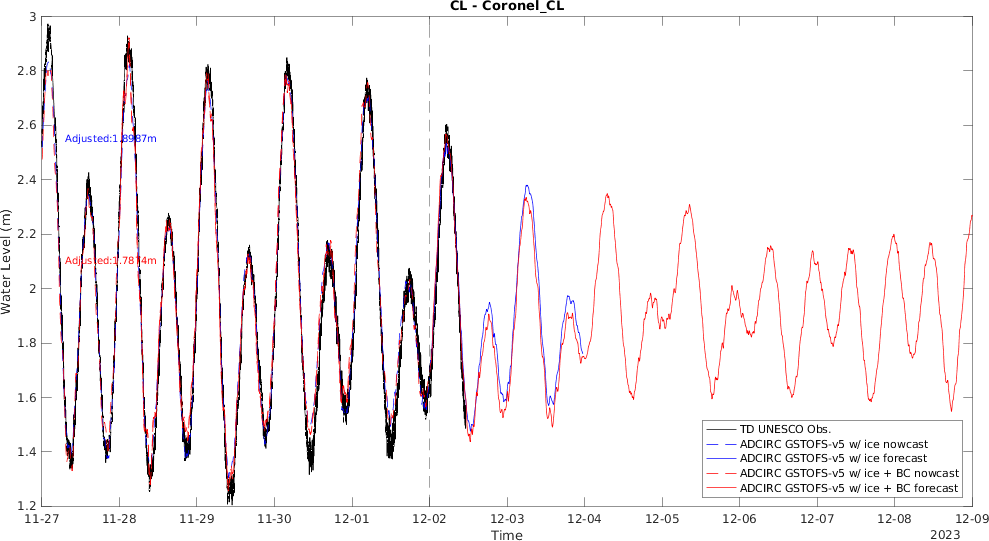 CL - Coronel_CL
3
2.8
2.6
2.4
2.2
2
1.8
1.6
1.4
1.2
Water Level (m)
Adjusted:1.8987m
Adjusted:1.7874m
TD UNESCO Obs.
ADCIRC GSTOFS-v5 w/ ice nowcast
ADCIRC GSTOFS-v5 w/ ice forecast
ADCIRC GSTOFS-v5 w/ ice + BC nowcast
ADCIRC GSTOFS-v5 w/ ice + BC forecast
11-27 11-28 11-29 11-30 12-01 12-02 12-03 12-04 12-05 12-06 12-07 12-08 12-09
Time
2023